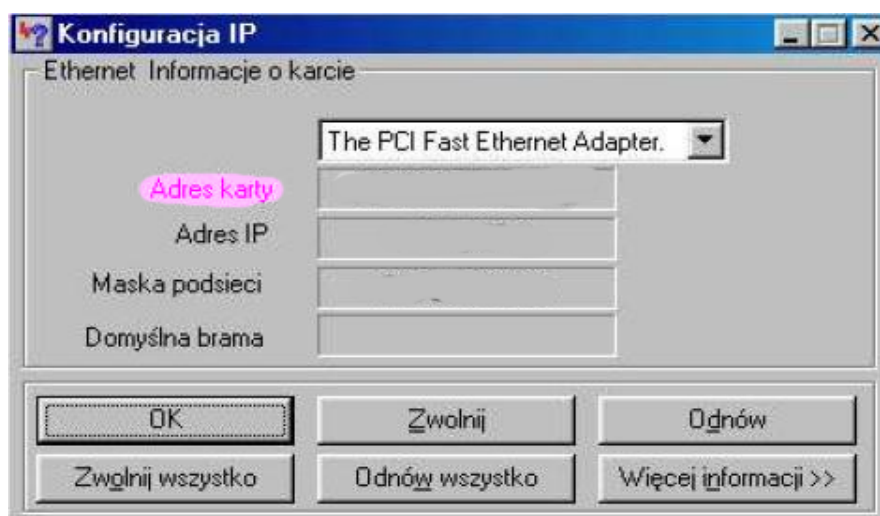 Konfiguracja IP
Ethernet Informacje o karcie
The PCI Fast Ethernet Adapter.
Adres karty
Adres IP
Maska podsieci
Domyślna brama
OK
Zwolnij
Odnów
Zwolnij wszystko
Odnów wszystko
Więcej informacji >>